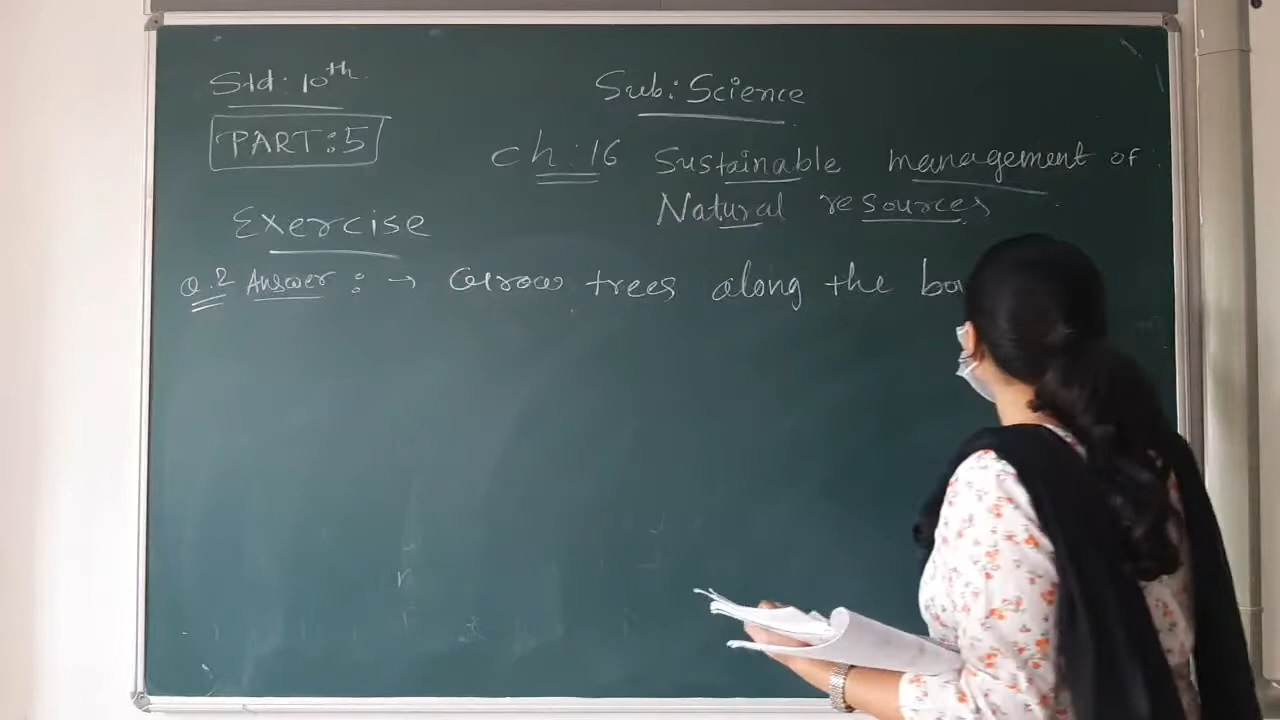 Std: 10th.
Sub: Science
PART: 5
Ch: 16 Sustainable management of
Natural resources
Exercise
Q.2 Answer : → Grow trees along the